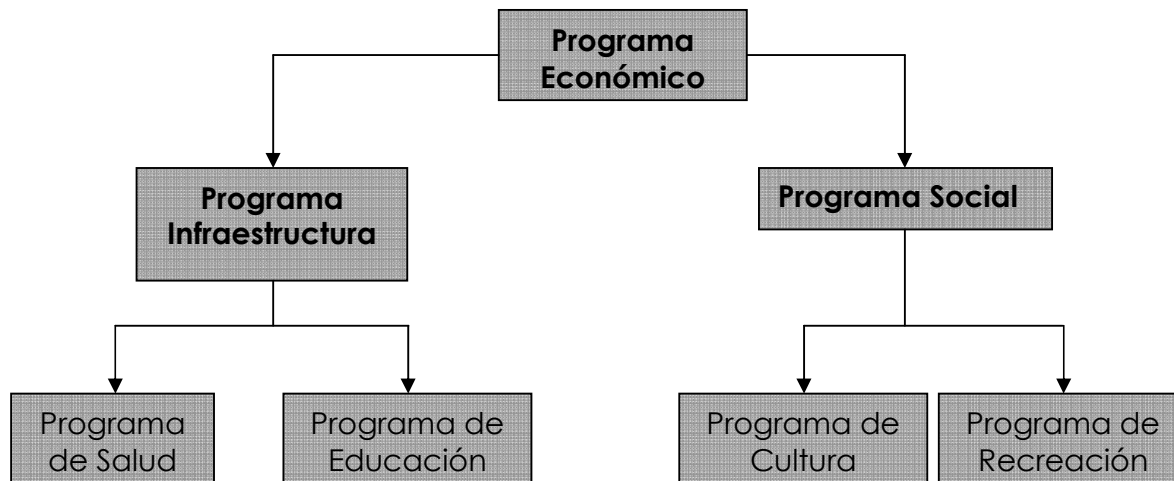 Programa
Económico
Programa
Infraestructura
Programa Social
Programa
de Salud
Programa de
Educación
Programa de
Cultura
Programa de
Recreación